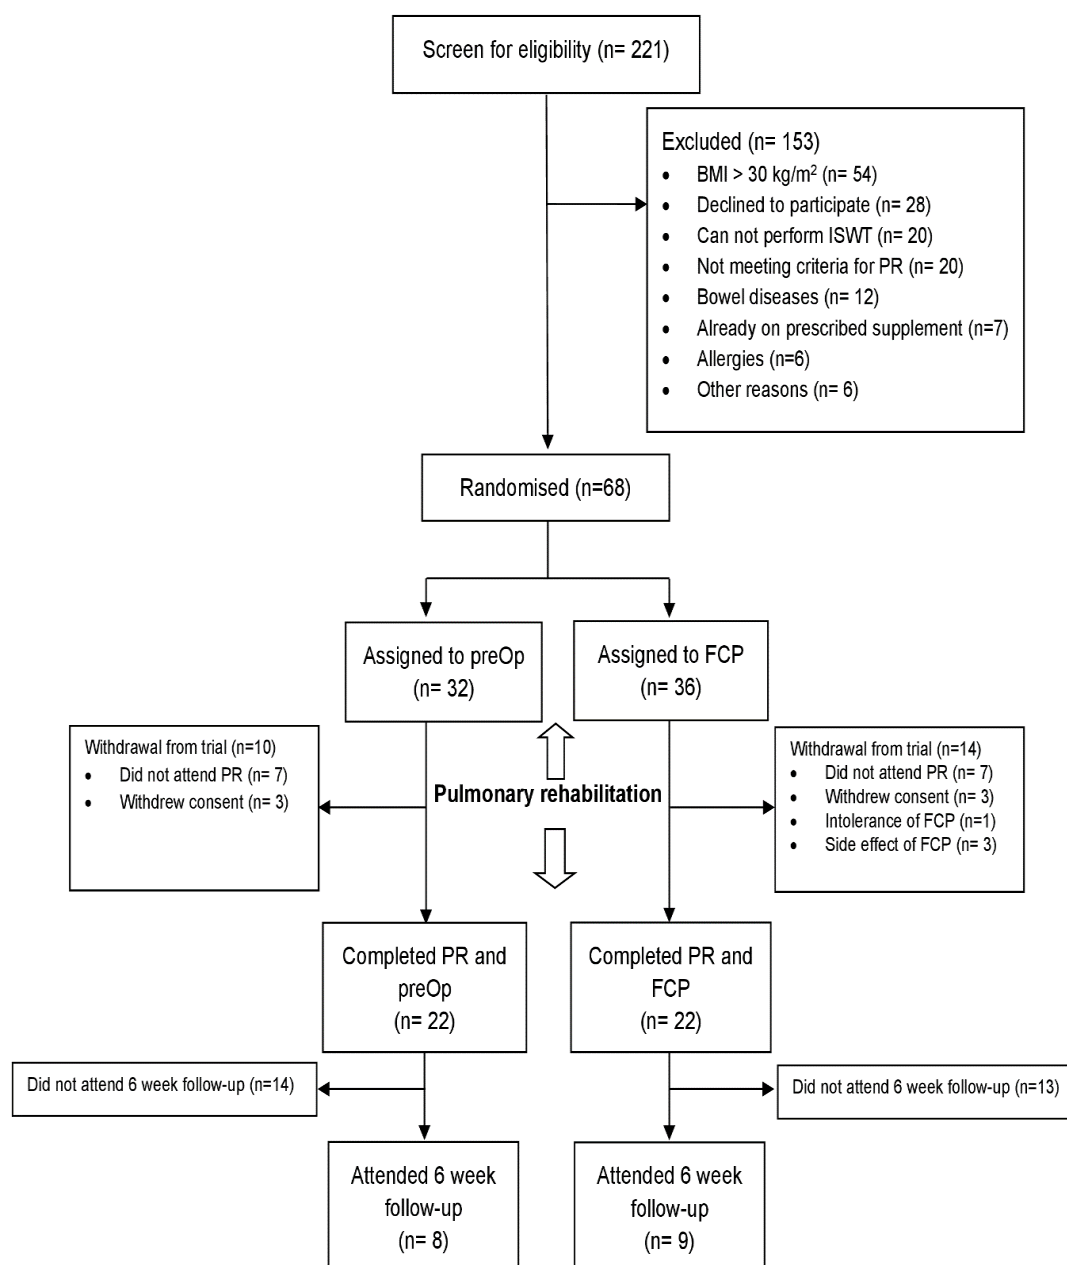 Screen for eligibility (n= 221)
Excluded (n= 153)
• BMI > 30 kg/m² (n= 54)
• Declined to participate (n= 28)
• Can not perform ISWT (n= 20)
• Not meeting criteria for PR (n= 20)
• Bowel diseases (n= 12)
• Already on prescribed supplement (n=7)
• Allergies (n=6)
• Other reasons (n= 6)
Randomised (n=68)
Assigned to preOp
(n= 32)
Assigned to FCP
(n= 36)
Withdrawal from trial (n=10)
• Did not attend PR (n= 7)
• Withdrew consent (n= 3)
Pulmonary rehabilitation
Withdrawal from trial (n=14)
• Did not attend PR (n= 7)
• Withdrew consent (n= 3)
• Intolerance of FCP (n=1)
• Side effect of FCP (n= 3)
Completed PR and
preOp
(n= 22)
Completed PR and
FCP
(n= 22)
Did not attend 6 week follow-up (n=14)
Did not attend 6 week follow-up (n=13)
Attended 6 week
follow-up
(n= 8)
Attended 6 week
follow-up
(n= 9)